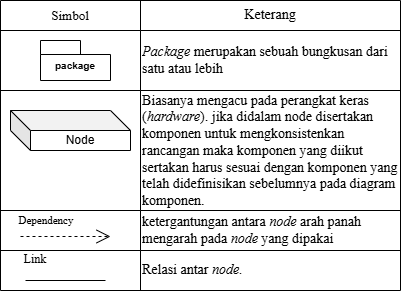 Simbol
Keterang
package
Package merupakan sebuah bungkusan dari
satu atau lebih
Node
Biasanya mengacu pada perangkat keras
(hardware). jika didalam node disertakan
komponen untuk mengkonsistenkan
rancangan maka komponen yang diikut
sertakan harus sesuai dengan komponen yang
telah didefinisikan sebelumnya pada diagram
komponen.
Dependency
ketergantungan antara node arah panah
mengarah pada node yang dipakai
Link
Relasi antar node.